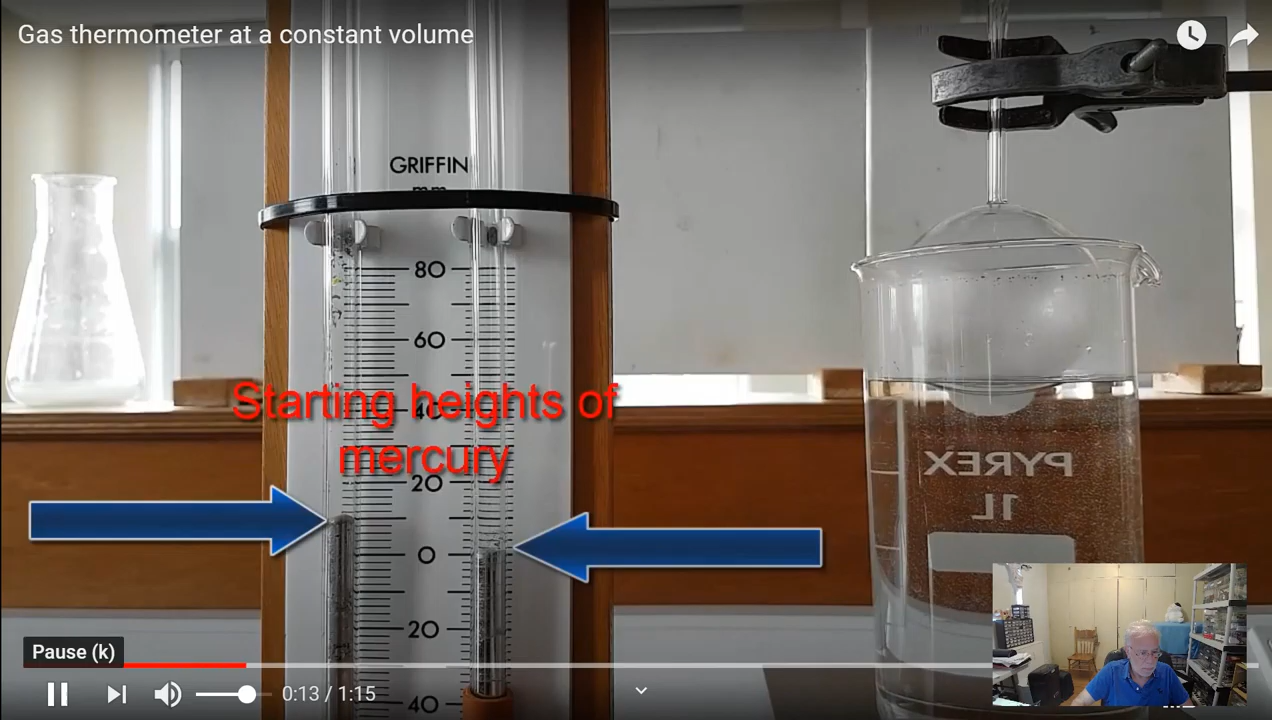 Gas thermometer at a constant volume
GRIFFIN
mm
80
60
40
20
0
20
40
Starting heights of
mercury
PYREX
1L
Pause (k)
0:13 / 1:15